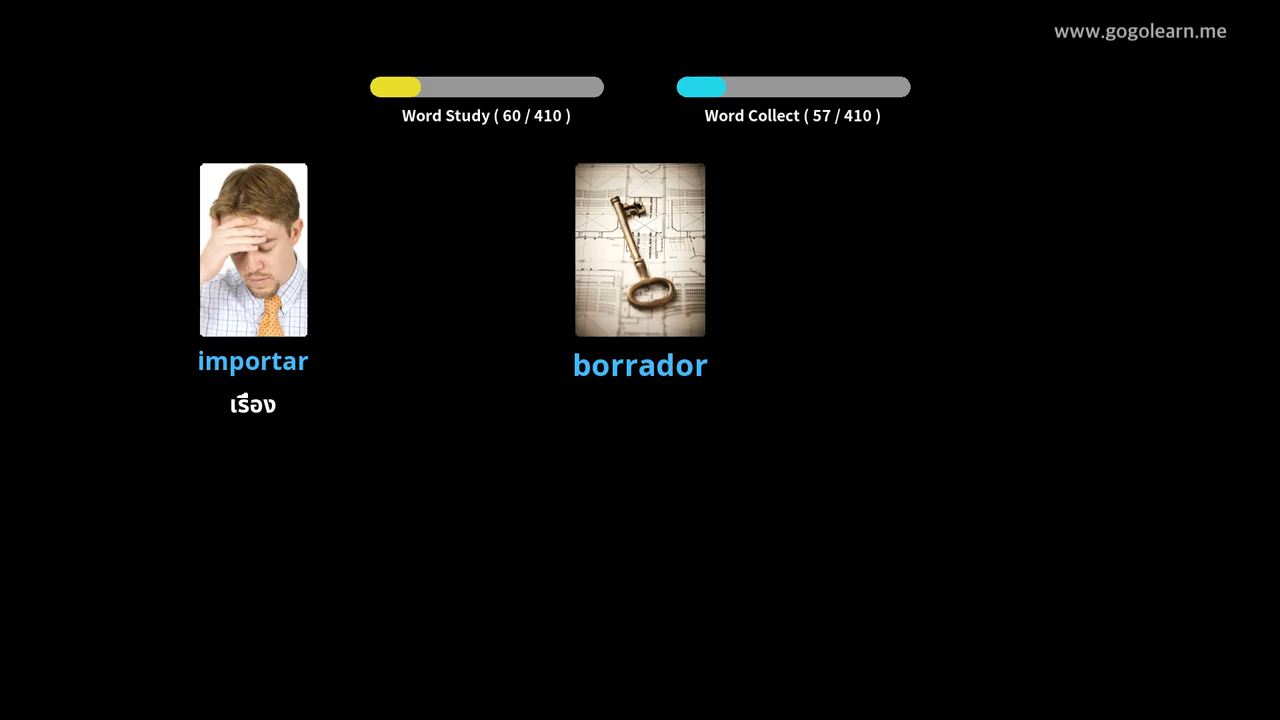 www.gogolearn.me
Word Study ( 60 / 410 )
Word Collect ( 57 / 410 )
importar
borrador
เรื่อง